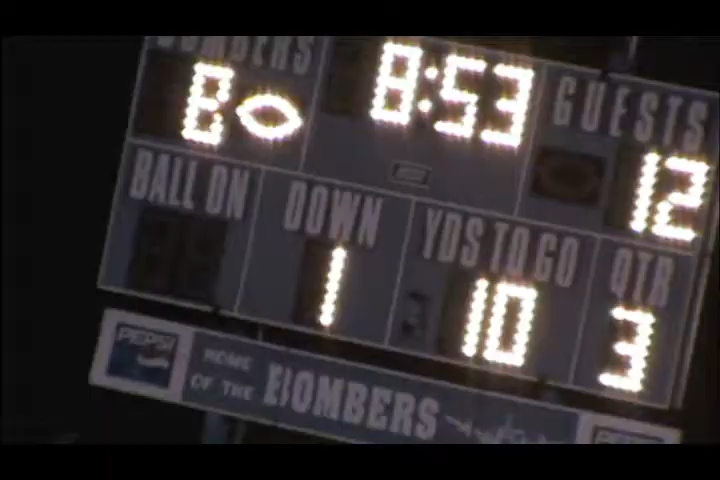 BOMBERS
8:53
GUESTS
12
BALL ON
DOWN
1
YDS TO GO
10
QTR
3
PEPSI
HOME
OF THE BOMBERS